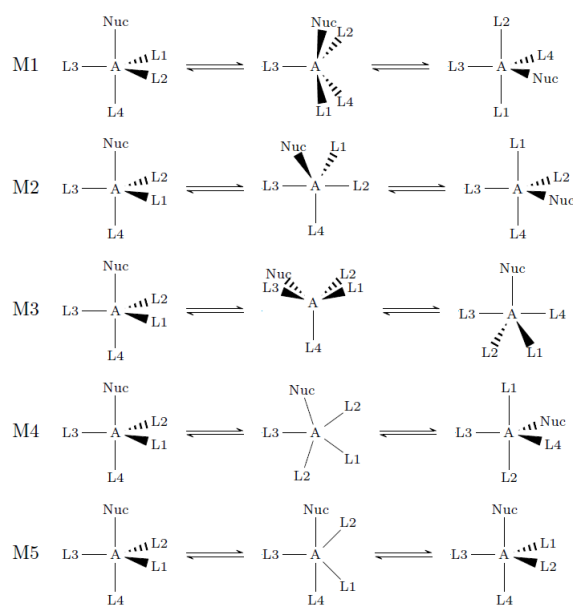 Nuc Nuc L2
L2
L1 L4
M1 L3 A L3 A L3 A
L2 Nuc
L4
L4 L1 L1
Nuc Nuc L1 L1
L2 L2
M2 L3 A L3 A L2 L3 A
L1 Nuc
L4 L4 L4
Nuc Nuc
Nuc L2
L3 L1
L2
M3 L3 A A L3 A L4
L1
L4 L4 L2 L1
Nuc Nuc L1
L2
L2 Nuc
M4 L3 A L3 A L3 A
L1 L4
L1
L4 L2 L2
Nuc Nuc Nuc
L2
L2 L1
M5 L3 A L3 A L3 A
L1 L2
L1
L4 L4 L4